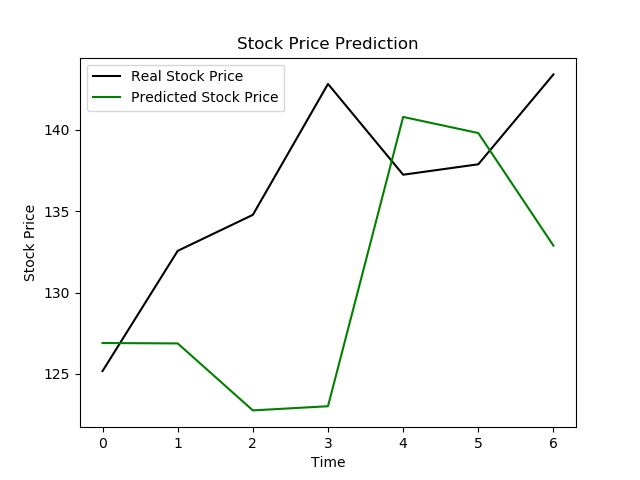 Stock Price Prediction
Real Stock Price
Predicted Stock Price
Stock Price
140
135
130
125
0 1 2 3 4 5 6
Time